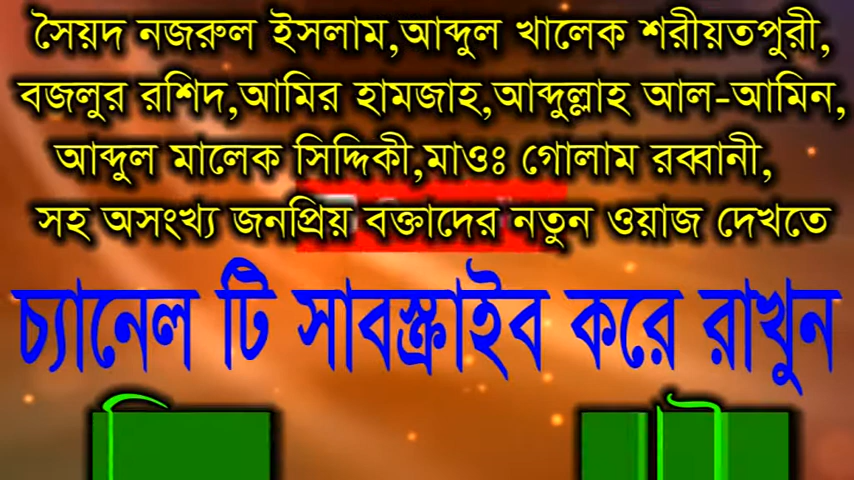 সৈয়দ নজরুল ইসলাম,আব্দুল খালেক শরীয়তপুরী,
বজলুর রশিদ,আমির হামজাহ,আব্দুল্লাহ আল-আমিন,
আব্দুল মালেক সিদ্দিকী,মাওঃ গোলাম রব্বানী,
সহ অসংখ্য জনপ্রিয় বক্তাদের নতুন ওয়াজ দেখতে
চ্যানেল টি সাবস্ক্রাইব করে রাখুন